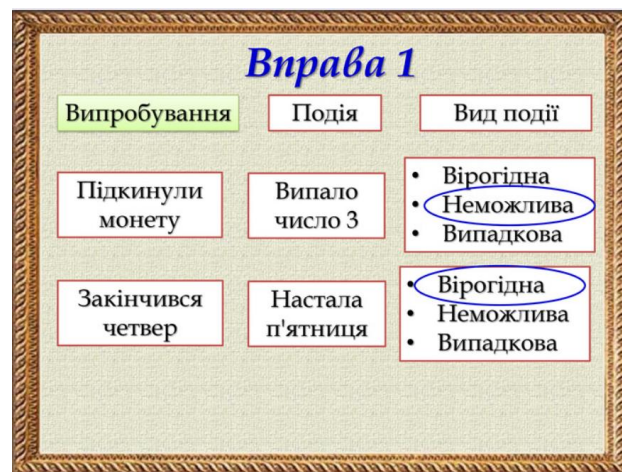 Вправа 1
Випробування
Подія
Вид події
Підкинули
монету
Випало
число 3
• Вірогідна
• Неможлива
• Випадкова
Закінчився
четвер
Настала
п'ятниця
• Вірогідна
• Неможлива
• Випадкова